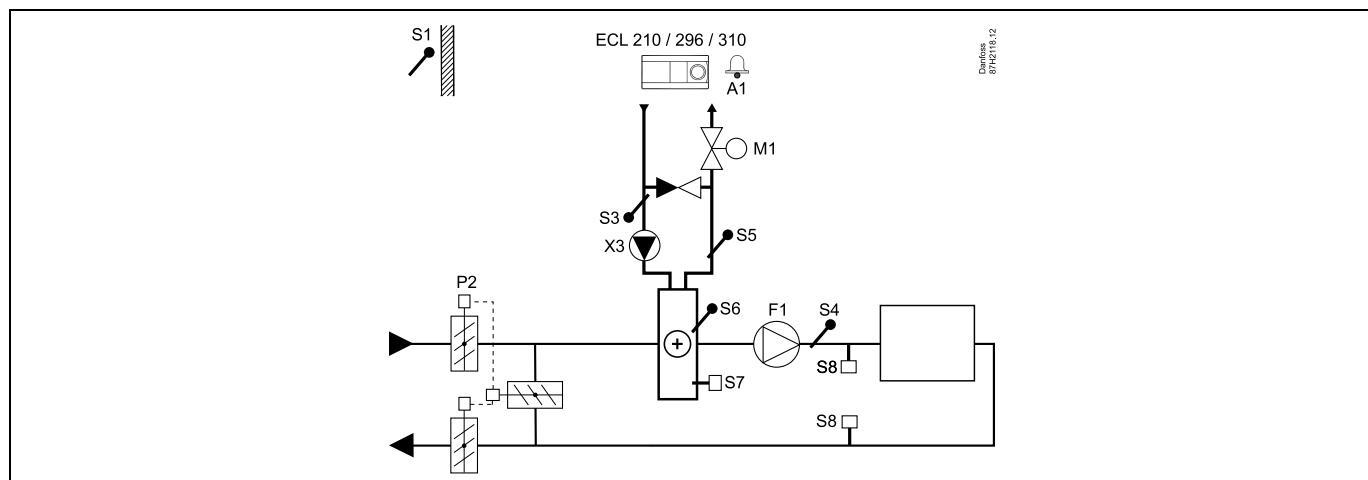 S1
ECL 210 / 296 / 310
Danfoss
87H2118.12
A1
M1
S3
S5
X3
P2
S6
F1
S4
S8
S7
S8